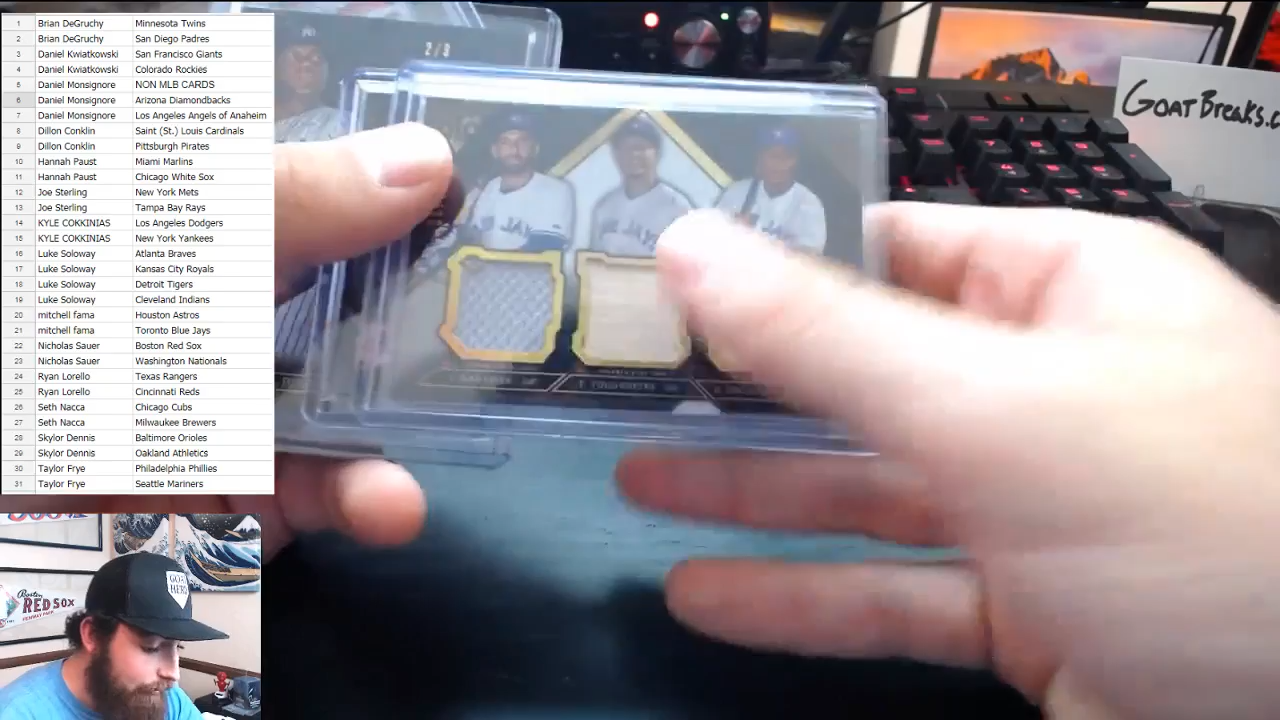 1 Brian DeGruchy Minnesota Twins
2 Brian DeGruchy San Diego Padres
3 Daniel Kwiatkowski San Francisco Giants
4 Daniel Kwiatkowski Colorado Rockies
5 Daniel Monsignore NON MLB CARDS
6 Daniel Monsignore Arizona Diamondbacks
7 Daniel Monsignore Los Angeles Angels of Anaheim
8 Dillon Conklin Saint (St.) Louis Cardinals
9 Dillon Conklin Pittsburgh Pirates
10 Hannah Paust Miami Marlins
11 Hannah Paust Chicago White Sox
12 Joe Sterling New York Mets
13 Joe Sterling Tampa Bay Rays
14 KYLE COKKINIAS Los Angeles Dodgers
15 KYLE COKKINIAS New York Yankees
16 Luke Soloway Atlanta Braves
17 Luke Soloway Kansas City Royals
18 Luke Soloway Detroit Tigers
19 Luke Soloway Cleveland Indians
20 mitchell fama Houston Astros
21 mitchell fama Toronto Blue Jays
22 Nicholas Sauer Boston Red Sox
23 Nicholas Sauer Washington Nationals
24 Ryan Lorello Texas Rangers
25 Ryan Lorello Cincinnati Reds
26 Seth Nacca Chicago Cubs
27 Seth Nacca Milwaukee Brewers
28 Skylor Dennis Baltimore Orioles
29 Skylor Dennis Oakland Athletics
30 Taylor Frye Philadelphia Phillies
31 Taylor Frye Seattle Mariners
GOATBREAKS.C
Boston
RED SOX
FENWAY PARK